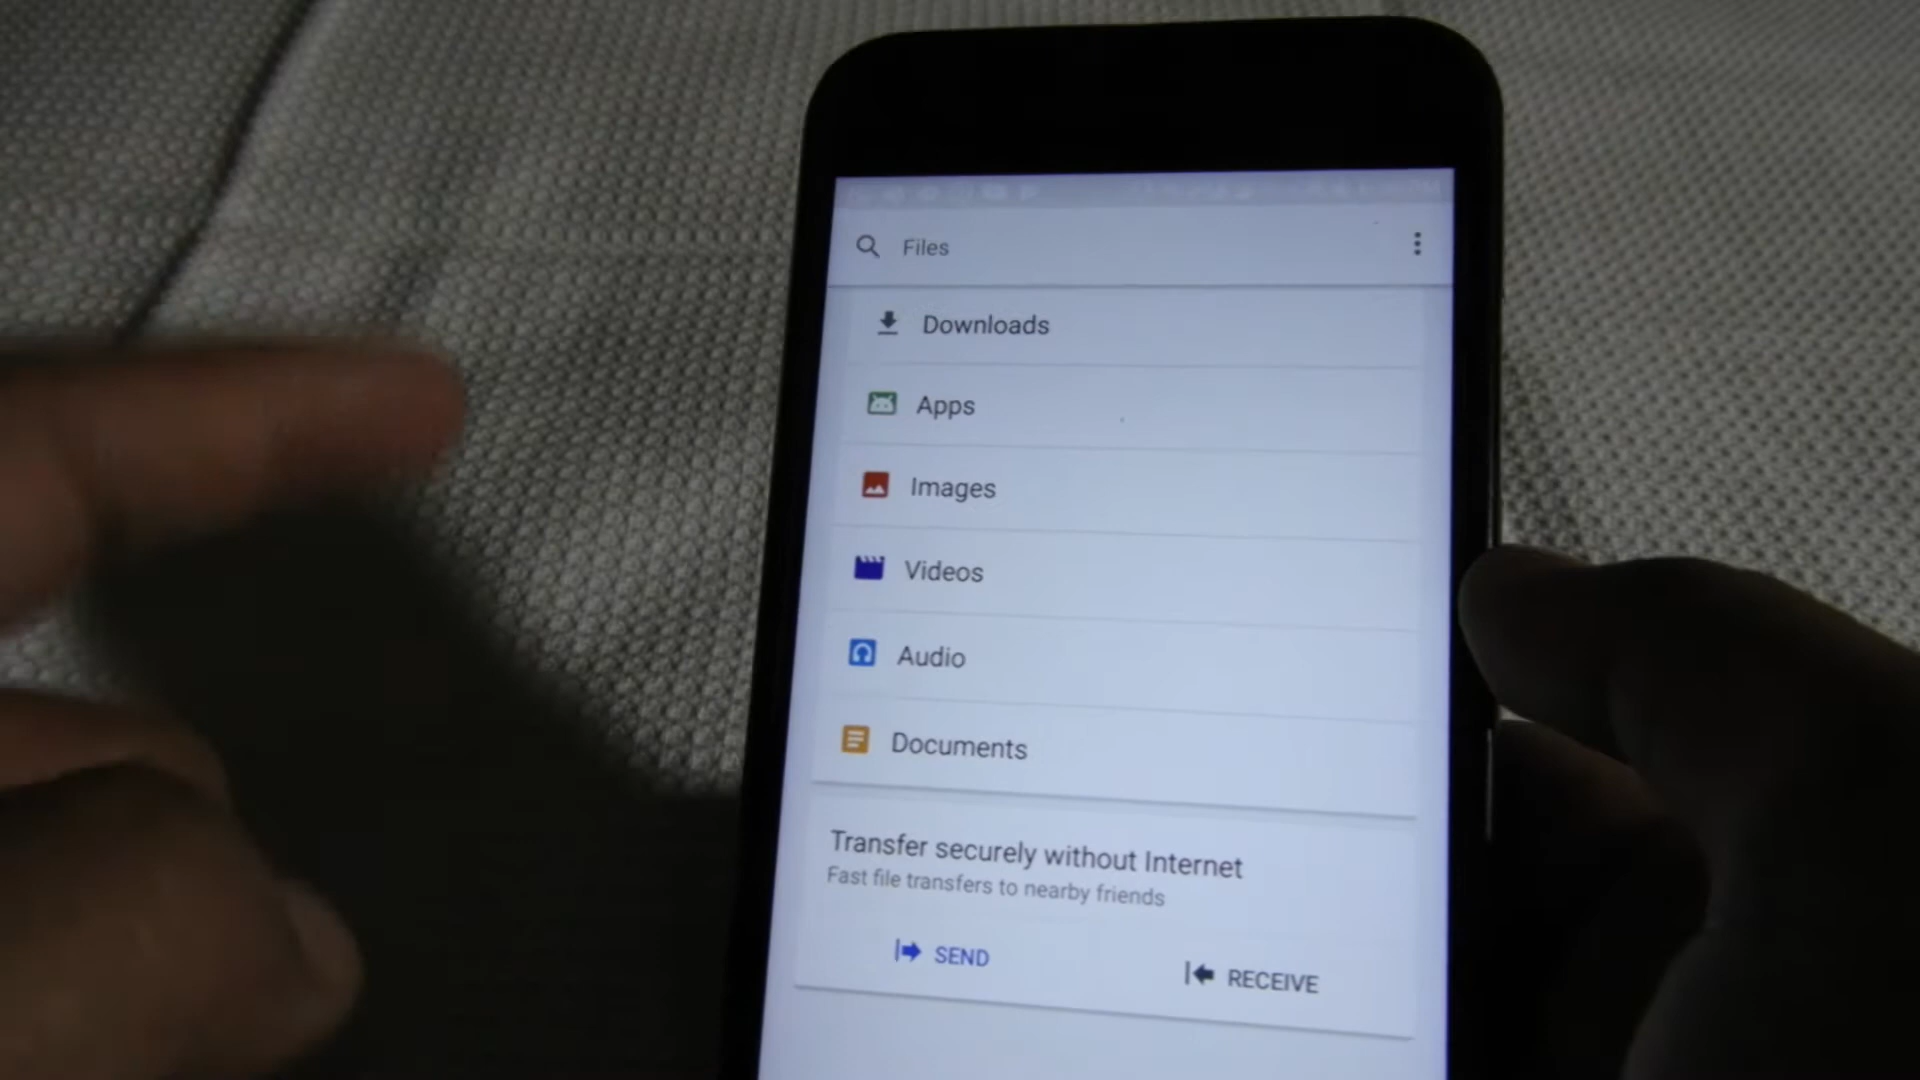 Files
Downloads
Apps
Images
Videos
Audio
Documents
Transfer securely without Internet
Fast file transfers to nearby friends
SEND
RECEIVE